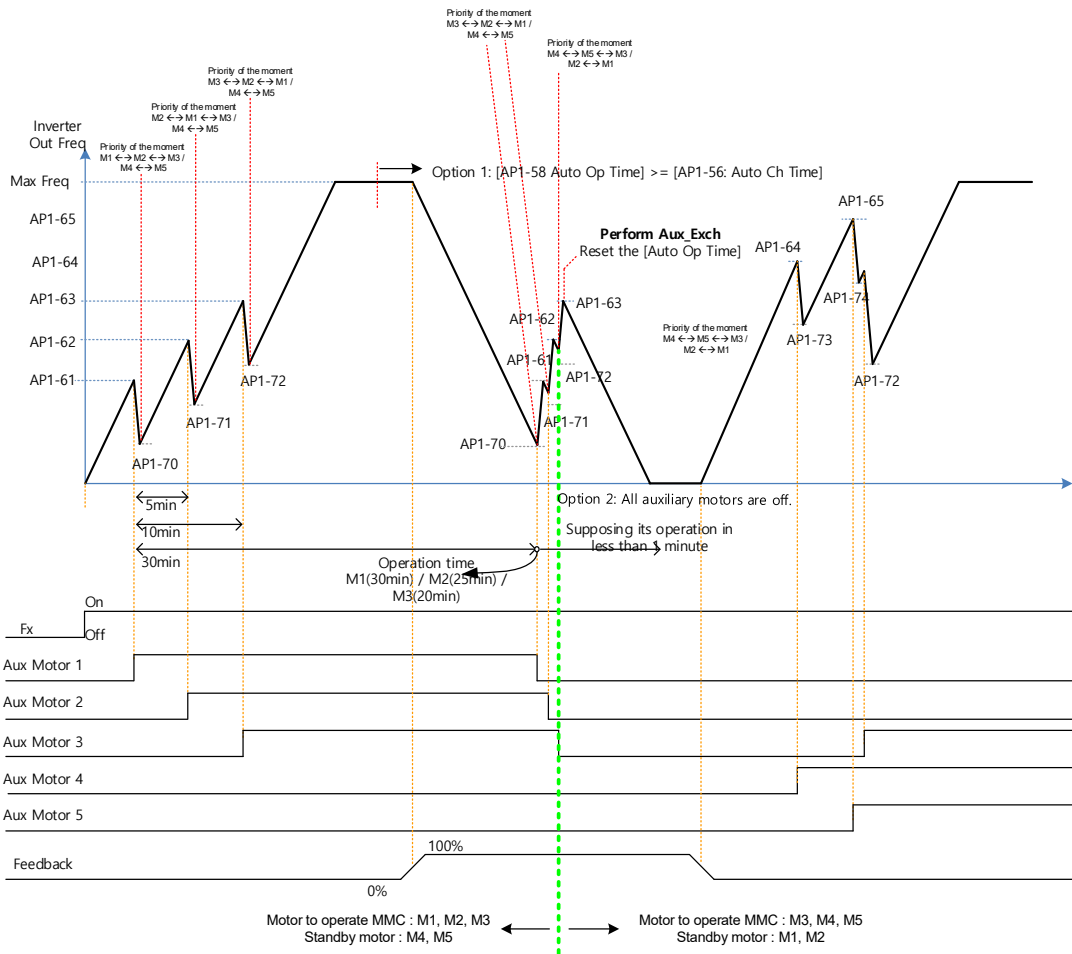 Priority of the moment
M3 ←→ M2 ←→ M1 /
M4 ←→ M5
Priority of the moment
M4 ←→ M5 ←→ M3 /
M2 ←→ M1
Priority of the moment
M3 ←→ M2 ←→ M1 /
M4 ←→ M5
Priority of the moment
M2 ←→ M1 ←→ M3 /
M4 ←→ M5
Priority of the moment
M1 ←→ M2 ←→ M3 /
M4 ←→ M5
Inverter
Out Freq
Max Freq
AP1-65
AP1-64
AP1-63
AP1-62
AP1-61
Option 1: [AP1-58 Auto Op Time] >= [AP1-56: Auto Ch Time]
Perform Aux_Exch
Reset the [Auto Op Time]
AP1-70
AP1-71
AP1-72
AP1-70
AP1-61
AP1-62
AP1-63
AP1-71
AP1-72
Priority of the moment
M4 ←→ M5 ←→ M3 /
M2 ←→ M1
AP1-64
AP1-65
AP1-73
AP1-74
AP1-72
5min
10min
30min
Option 2: All auxiliary motors are off.
Supposing its operation in
less than 1 minute
Operation time
M1(30min) / M2(25min) /
M3(20min)
Fx
On
Off
Aux Motor 1
Aux Motor 2
Aux Motor 3
Aux Motor 4
Aux Motor 5
Feedback
100%
0%
Motor to operate MMC : M1, M2, M3
Standby motor : M4, M5
Motor to operate MMC : M3, M4, M5
Standby motor : M1, M2